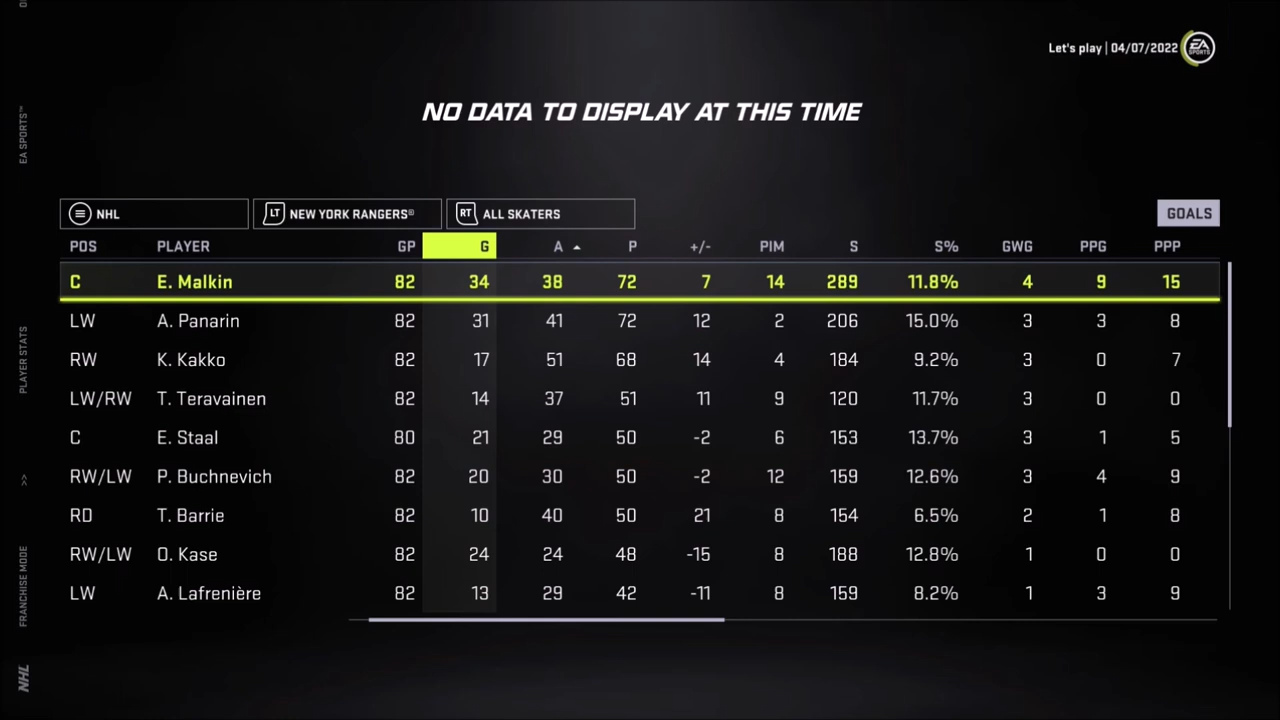 Let's play | 04/07/2022 EA SPORTS
NO DATA TO DISPLAY AT THIS TIME
NHL LT NEW YORK RANGERS® RT ALL SKATERS GOALS
POS PLAYER GP G A P +/- PIM S S% GWG PPG PPP
C E. Malkin 82 34 38 72 7 14 289 11.8% 4 9 15
LW A. Panarin 82 31 41 72 12 2 206 15.0% 3 3 8
RW K. Kakko 82 17 51 68 14 4 184 9.2% 3 0 7
LW/RW T. Teravainen 82 14 37 51 11 9 120 11.7% 3 0 0
C E. Staal 80 21 29 50 -2 6 153 13.7% 3 1 5
RW/LW P. Buchnevich 82 20 30 50 -2 12 159 12.6% 3 4 9
RD T. Barrie 82 10 40 50 21 8 154 6.5% 2 1 8
RW/LW O. Kase 82 24 24 48 -15 8 188 12.8% 1 0 0
LW A. Lafrenière 82 13 29 42 -11 8 159 8.2% 1 3 9
NHL FRANCHISE MODE >> PLAYER STATS EA SPORTS™